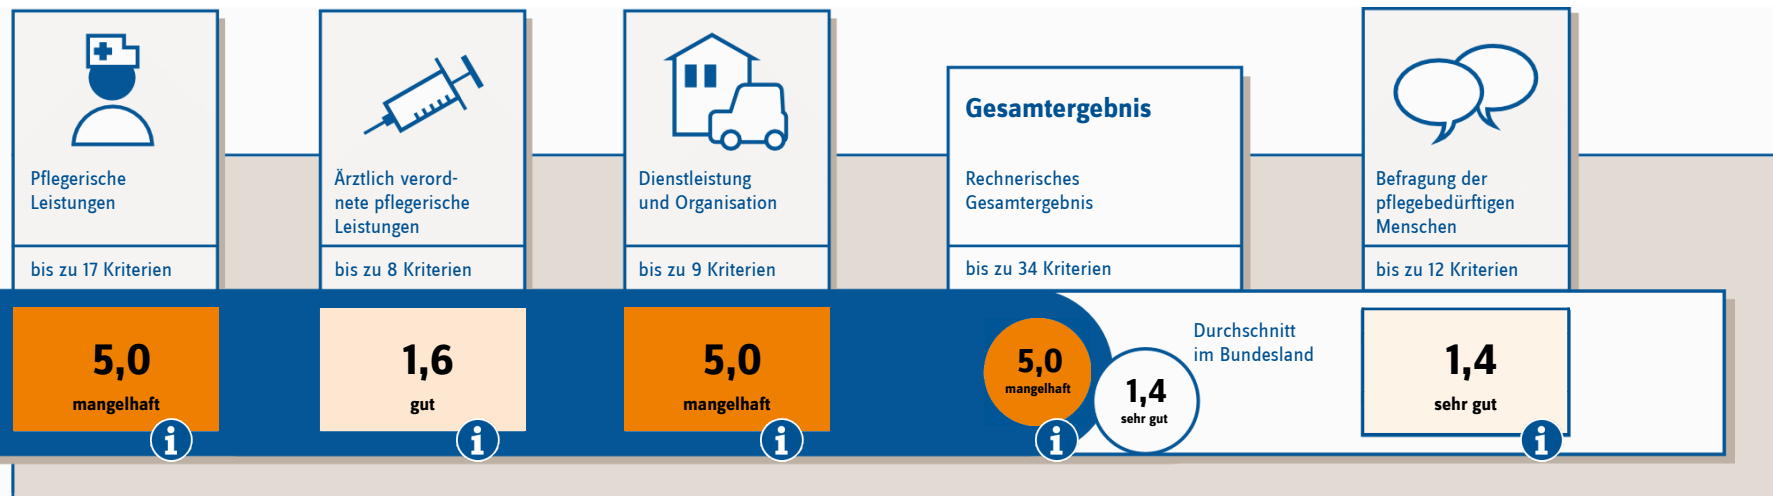 Pflegerische
Leistungen
bis zu 17 Kriterien
5,0
mangelhaft
i
Ärztlich verord-
nete pflegerische
Leistungen
bis zu 8 Kriterien
1,6
gut
i
Dienstleistung
und Organisation
bis zu 9 Kriterien
5,0
mangelhaft
i
Gesamtergebnis
Rechnerisches
Gesamtergebnis
bis zu 34 Kriterien
5,0
mangelhaft
i
1,4
sehr gut
Durchschnitt
im Bundesland
Befragung der
pflegebedürftigen
Menschen
bis zu 12 Kriterien
1,4
sehr gut
i